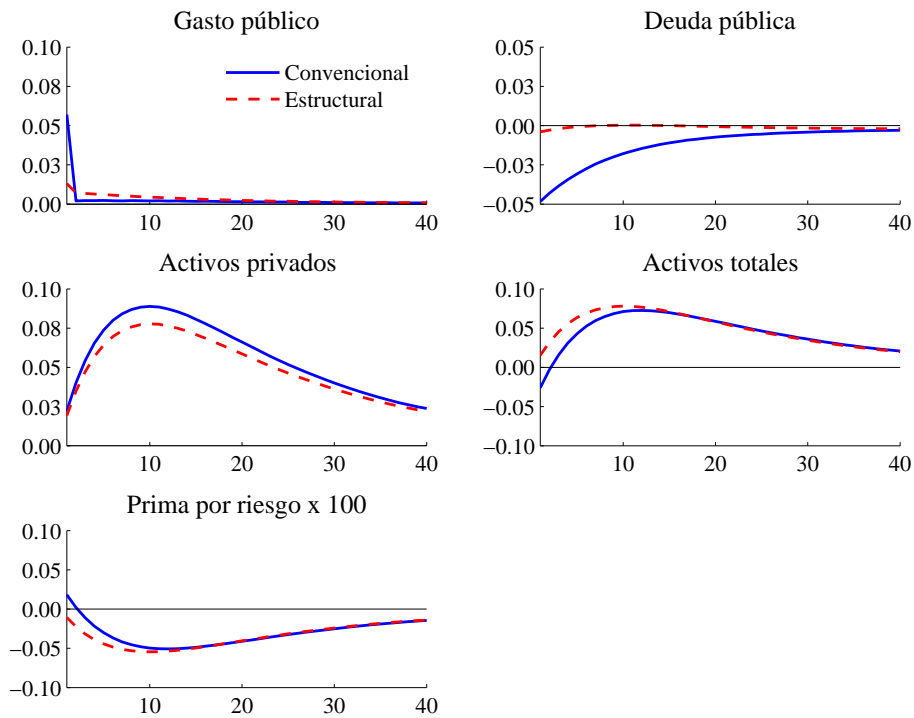 Gasto público
0.10
0.08
0.05
0.03
0.00
10 20 30 40
Convencional
Estructural
Deuda pública
0.05
0.03
0.00
−0.03
−0.05
10 20 30 40
Activos privados
0.10
0.08
0.05
0.03
0.00
10 20 30 40
Activos totales
0.10
0.05
0.00
−0.05
−0.10
10 20 30 40
Prima por riesgo x 100
0.10
0.05
0.00
−0.05
−0.10
10 20 30 40